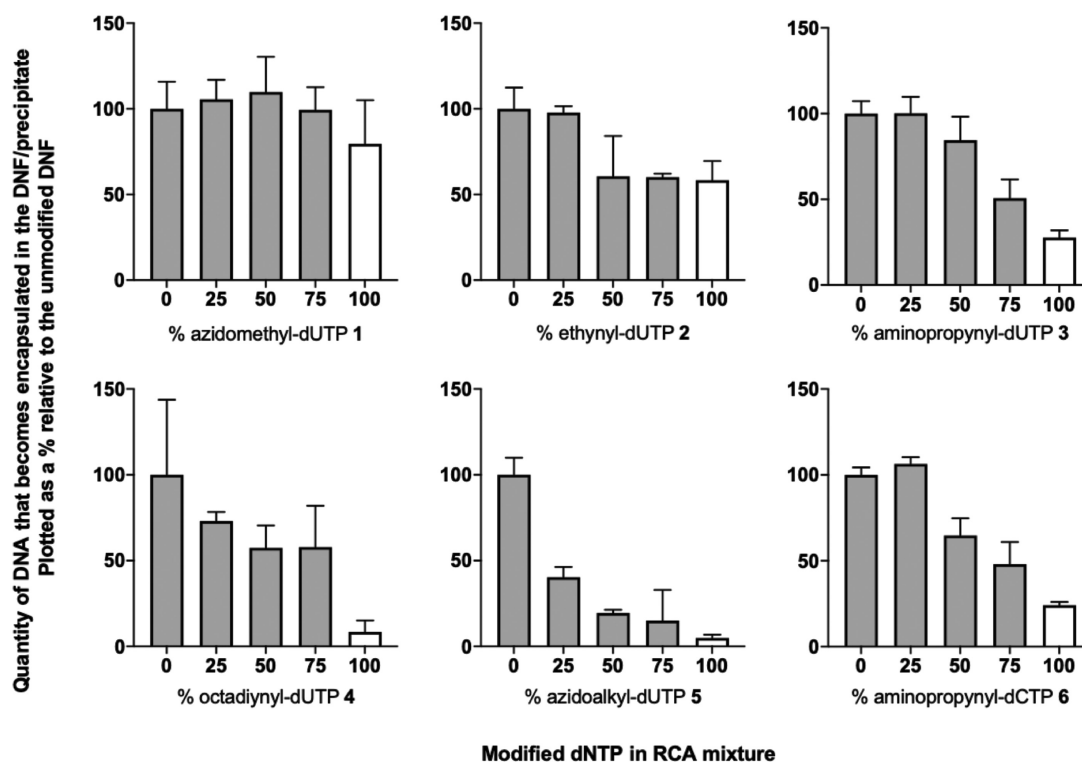 Quantity of DNA that becomes encapsulated in the DNF/precipitate
Plotted as a % relative to the unmodified DNF
150
100
50
0
0 25 50 75 100
% azidomethyl-dUTP 1
150
100
50
0
0 25 50 75 100
% ethynyl-dUTP 2
150
100
50
0
0 25 50 75 100
% aminopropynyl-dUTP 3
150
100
50
0
0 25 50 75 100
% octadiynyl-dUTP 4
150
100
50
0
0 25 50 75 100
% azidoalkyl-dUTP 5
150
100
50
0
0 25 50 75 100
% aminopropynyl-dCTP 6
Modified dNTP in RCA mixture